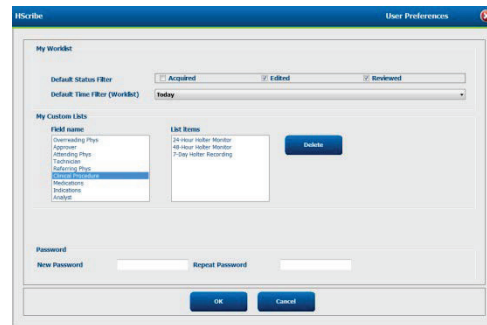 HScribe User Preferences
My Worklist
Default Status Filter Acquired Edited Reviewed
Default Time Filter (Worklist) Today
My Custom Lists
Field name List items
Overreading Phys
Approver
Attending Phys
Technician
Referring Phys
Clinical Procedure
Medications
Indications
Analyst
24-Hour Holter Monitor
48-Hour Holter Monitor
7-Day Holter Recording
Delete
Password
New Password Repeat Password
OK Cancel